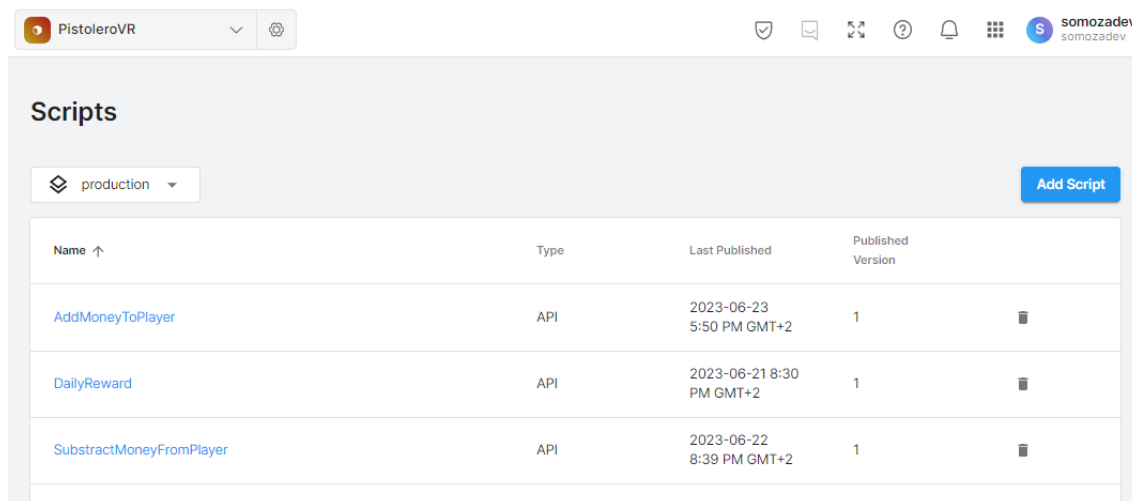 PistoleroVR
S
somozadev
somozadev
Scripts
production
Add Script
Name
Type
Last Published
Published
Version
AddMoneyToPlayer
API
2023-06-23
5:50 PM GMT+2
1
DailyReward
API
2023-06-21 8:30
PM GMT+2
1
SubstractMoneyFromPlayer
API
2023-06-22
8:39 PM GMT+2
1